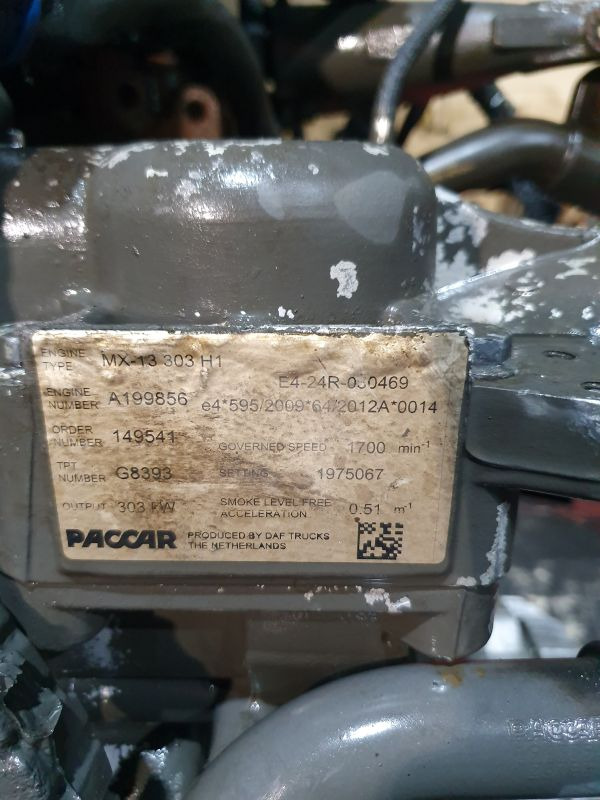 ENGINE TYPE MX-13 303 H1
E4-24R-030469
ENGINE NUMBER A199856 e4*595/2009*64/2012A*0014
ORDER NUMBER 149541 GOVERNED SPEED 1700 min⁻¹
TPT NUMBER G8393 SETTING 1975067
OUTPUT 303 kW SMOKE LEVEL FREE ACCELERATION 0.51 m⁻¹
PACCAR PRODUCED BY DAF TRUCKS
THE NETHERLANDS